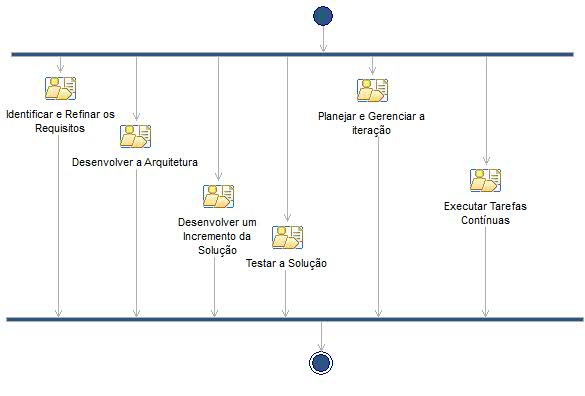 Identificar e Refinar os
Requisitos
Desenvolver a Arquitetura
Desenvolver um
Incremento da
Solução
Testar a Solução
Planejar e Gerenciar a
iteração
Executar Tarefas
Contínuas